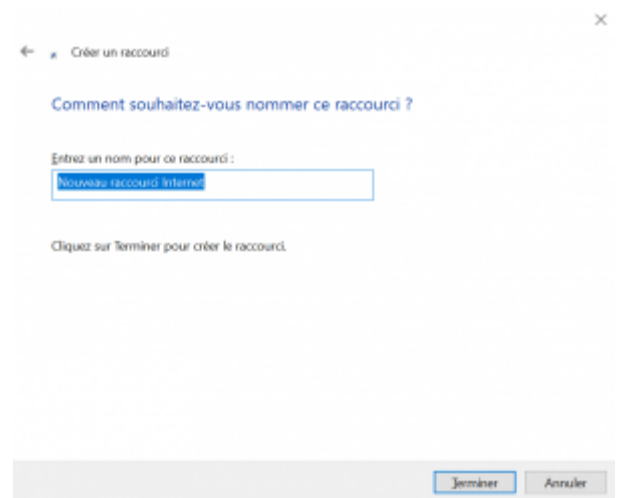 Créer un raccourci
Comment souhaitez-vous nommer ce raccourci ?
Entrez un nom pour ce raccourci :
Nouveau raccourci Internet
Cliquez sur Terminer pour créer le raccourci.
Terminer Annuler